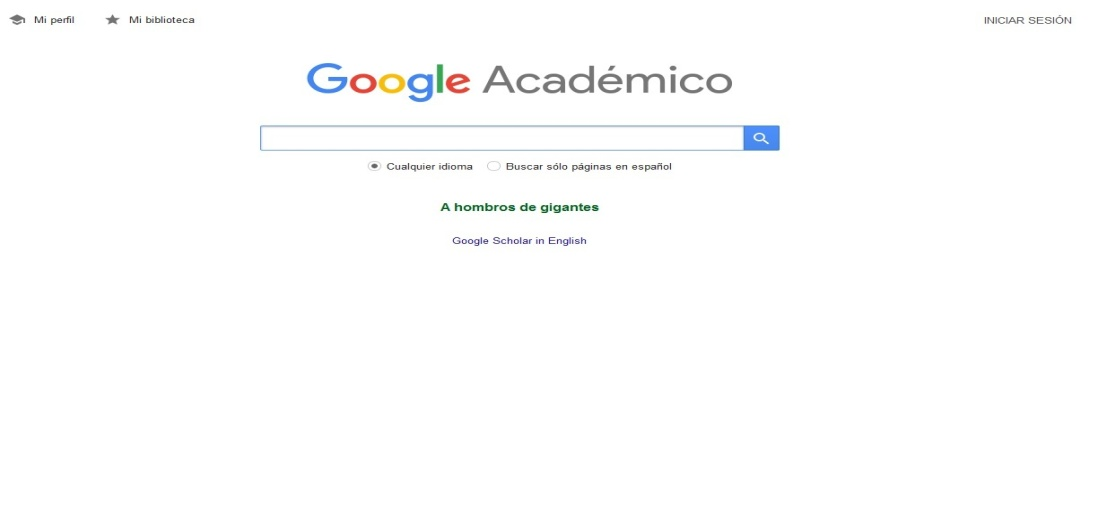 Mi perfil Mi biblioteca INICIAR SESIÓN
Google Académico
Cualquier idioma Buscar sólo páginas en español
A hombros de gigantes
Google Scholar in English